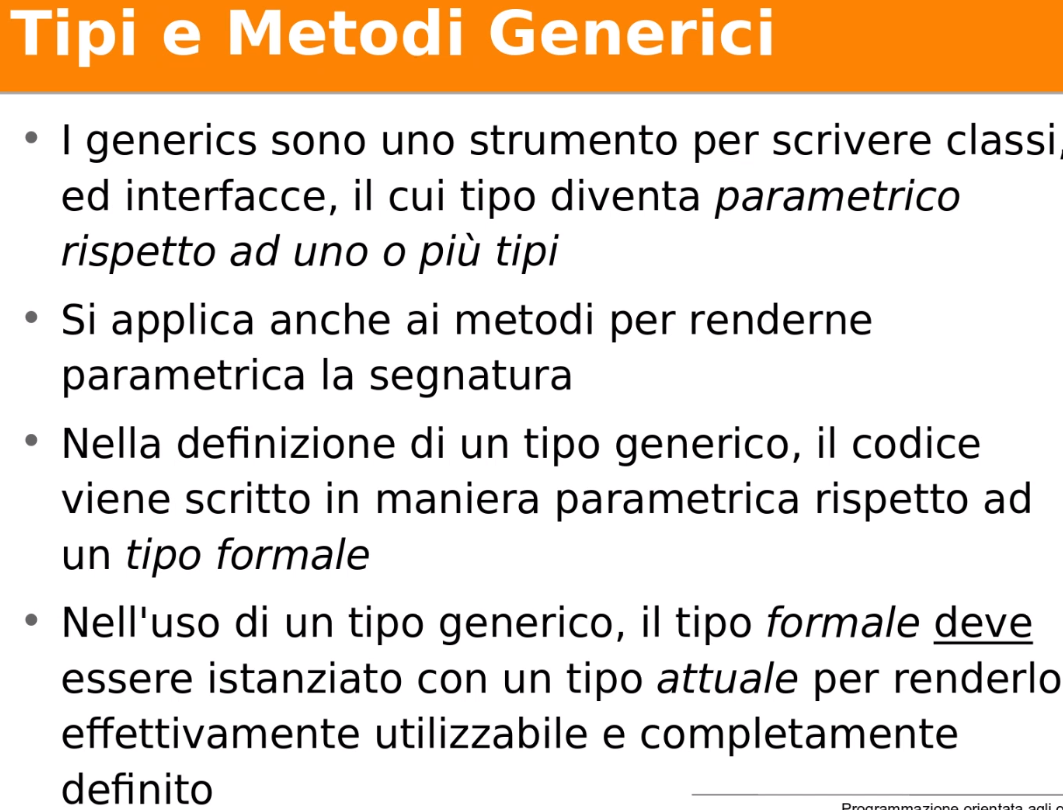 Tipi e Metodi Generici
• I generics sono uno strumento per scrivere classi,
ed interfacce, il cui tipo diventa parametrico
rispetto ad uno o più tipi
• Si applica anche ai metodi per renderne
parametrica la segnatura
• Nella definizione di un tipo generico, il codice
viene scritto in maniera parametrica rispetto ad
un tipo formale
• Nell'uso di un tipo generico, il tipo formale deve
essere istanziato con un tipo attuale per renderlo
effettivamente utilizzabile e completamente
definito
Programmazione orientata agli